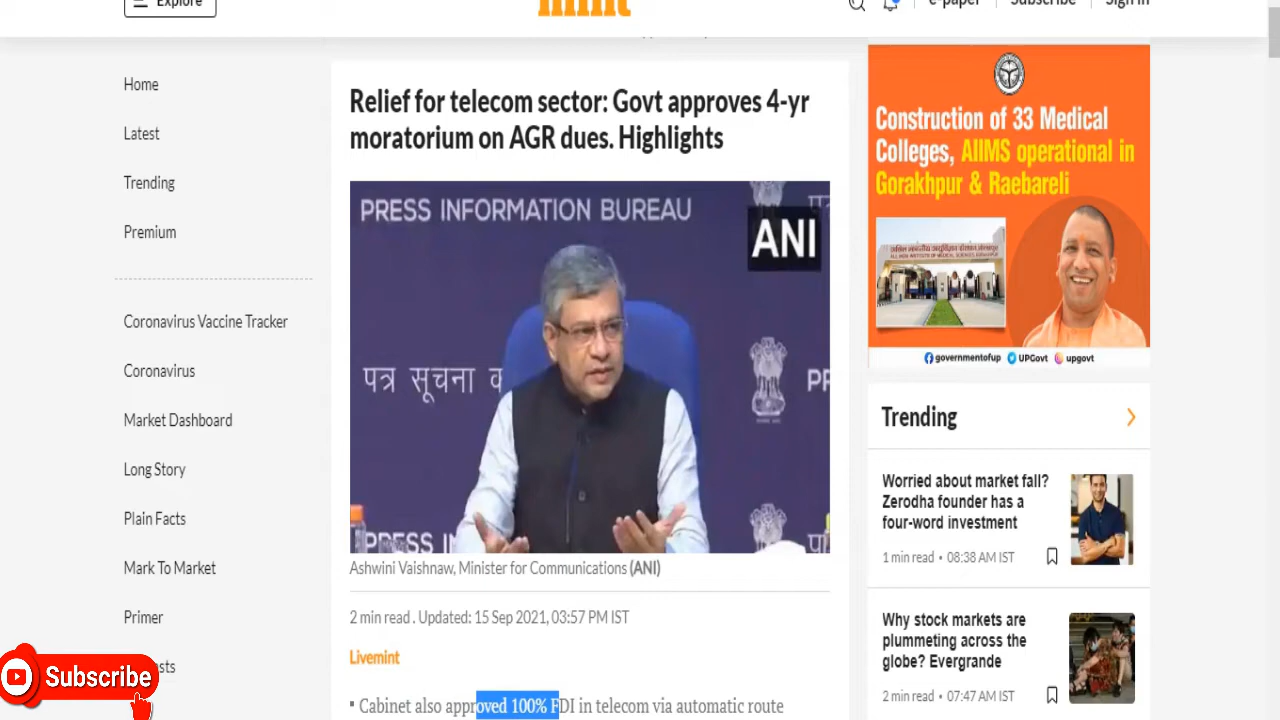 Explore
mint
e-paper
Subscribe
Sign in
Home
Latest
Trending
Premium
Coronavirus Vaccine Tracker
Coronavirus
Market Dashboard
Long Story
Plain Facts
Mark To Market
Primer
Subscribe
Relief for telecom sector: Govt approves 4-yr
moratorium on AGR dues. Highlights
PRESS INFORMATION BUREAU
ANI
पत्र सूचना
PRESS IN
Ashwini Vaishnaw, Minister for Communications (ANI)
2 min read . Updated: 15 Sep 2021, 03:57 PM IST
Livemint
▪ Cabinet also approved 100% FDI in telecom via automatic route
Construction of 33 Medical
Colleges, AIIMS operational in
Gorakhpur & Raebareli
governmentofup UPGovt upgovt
Trending
Worried about market fall?
Zerodha founder has a
four-word investment
1 min read • 08:38 AM IST
Why stock markets are
plummeting across the
globe? Evergrande
2 min read • 07:47 AM IST